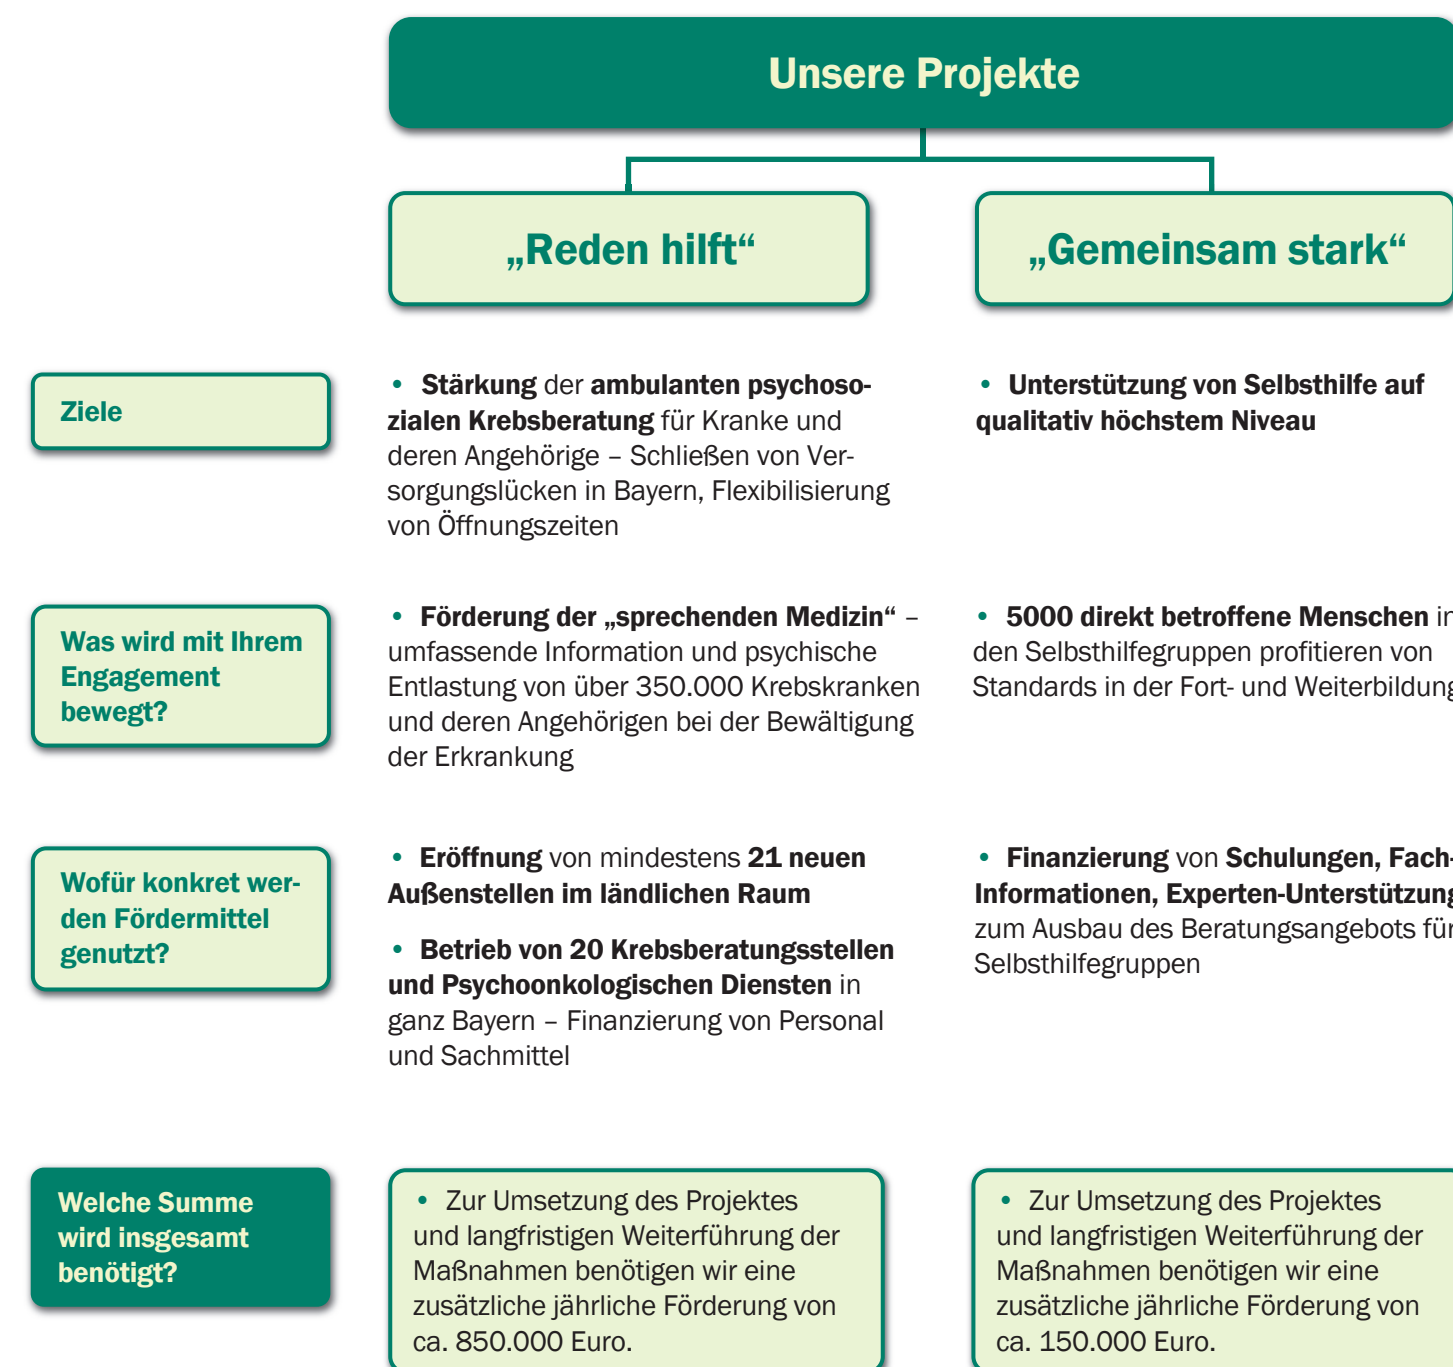 Unsere Projekte
„Reden hilft“
„Gemeinsam stark“
Ziele
• Stärkung der ambulanten psychoso-
zialen Krebsberatung für Kranke und
deren Angehörige – Schließen von Ver-
sorgungslücken in Bayern, Flexibilisierung
von Öffnungszeiten
• Unterstützung von Selbsthilfe auf
qualitativ höchstem Niveau
Was wird mit Ihrem
Engagement
bewegt?
• Förderung der „sprechenden Medizin“ –
umfassende Information und psychische
Entlastung von über 350.000 Krebskranken
und deren Angehörigen bei der Bewältigung
der Erkrankung
• 5000 direkt betroffene Menschen in
den Selbsthilfegruppen profitieren von
Standards in der Fort- und Weiterbildung
Wofür konkret wer-
den Fördermittel
genutzt?
• Eröffnung von mindestens 21 neuen
Außenstellen im ländlichen Raum
• Betrieb von 20 Krebsberatungsstellen
und Psychoonkologischen Diensten in
ganz Bayern – Finanzierung von Personal
und Sachmittel
• Finanzierung von Schulungen, Fach-
Informationen, Experten-Unterstützung
zum Ausbau des Beratungsangebots für
Selbsthilfegruppen
Welche Summe
wird insgesamt
benötigt?
• Zur Umsetzung des Projektes
und langfristigen Weiterführung der
Maßnahmen benötigen wir eine
zusätzliche jährliche Förderung von
ca. 850.000 Euro.
• Zur Umsetzung des Projektes
und langfristigen Weiterführung der
Maßnahmen benötigen wir eine
zusätzliche jährliche Förderung von
ca. 150.000 Euro.